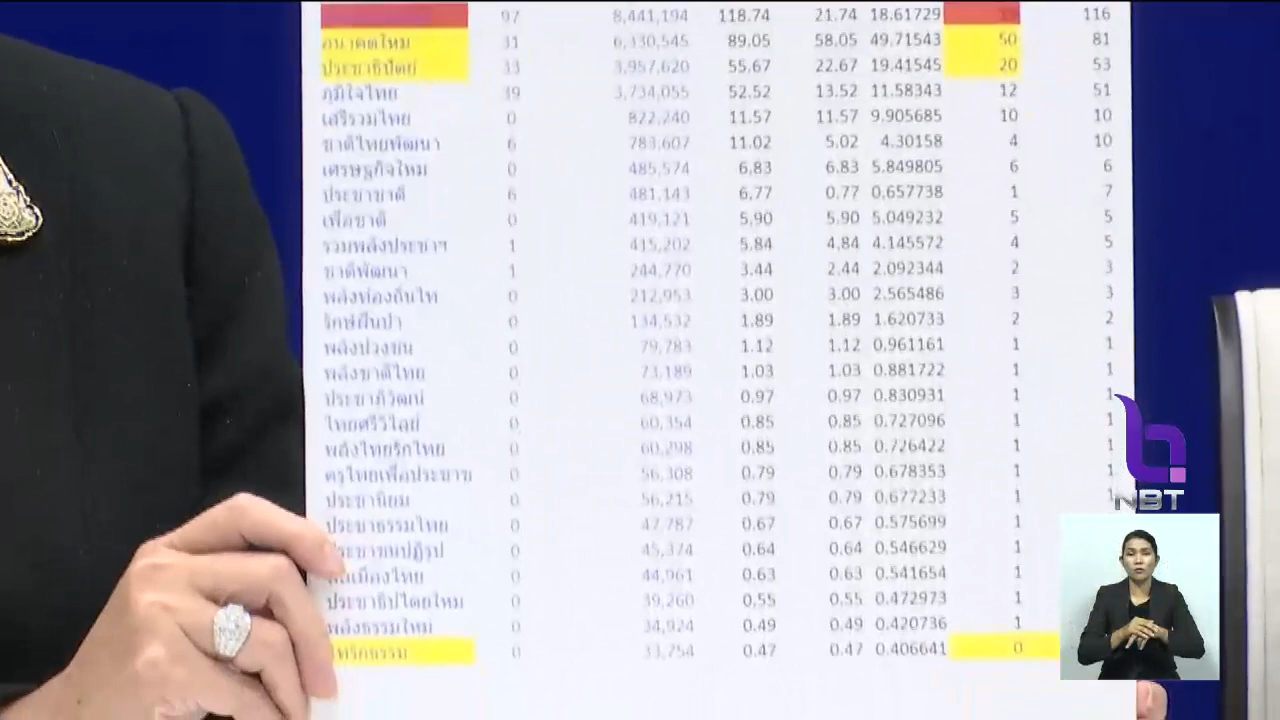 97 8,441,194 118.74 21.74 18.61729 19 116
อนาคตใหม่ 31 6,330,545 89.05 58.05 49.71543 50 81
ประชาธิปัตย์ 33 3,957,620 55.67 22.67 19.41545 20 53
ภูมิใจไทย 39 3,734,055 52.52 13.52 11.58343 12 51
เสรีรวมไทย 0 822,240 11.57 11.57 9.905685 10 10
ชาติไทยพัฒนา 6 783,607 11.02 5.02 4.30158 4 10
เศรษฐกิจใหม่ 0 485,574 6.83 6.83 5.849805 6 6
ประชาชาติ 6 481,143 6.77 0.77 0.657738 1 7
เพื่อชาติ 0 419,121 5.90 5.90 5.049232 5 5
รวมพลังประชาฯ 1 415,202 5.84 4.84 4.145572 4 5
ชาติพัฒนา 1 244,770 3.44 2.44 2.092344 2 3
พลังท้องถิ่นไท 0 212,953 3.00 3.00 2.565486 3 3
รักษ์ผืนป่า 0 134,532 1.89 1.89 1.620733 2 2
พลังปวงชน 0 79,783 1.12 1.12 0.961161 1 1
พลังชาติไทย 0 73,189 1.03 1.03 0.881722 1 1
ประชาภิวัฒน์ 0 68,973 0.97 0.97 0.830931 1 1
ไทยศรีวิไลย์ 0 60,354 0.85 0.85 0.727096 1 1
พลังไทยรักไทย 0 60,298 0.85 0.85 0.726422 1 1
ครูไทยเพื่อประชาช 0 56,308 0.79 0.79 0.678353 1 1
ประชานิยม 0 56,215 0.79 0.79 0.677233 1 1
ประชาธรรมไทย 0 47,787 0.67 0.67 0.575699 1
ประชาชนปฏิรูป 0 45,374 0.64 0.64 0.546629 1
พลเมืองไทย 0 44,961 0.63 0.63 0.541654 1
ประชาธิปไตยใหม่ 0 39,260 0.55 0.55 0.472973 1
พลังธรรมใหม่ 0 34,924 0.49 0.49 0.420736 1
ไทรักธรรม 0 33,754 0.47 0.47 0.406641 0
NBT